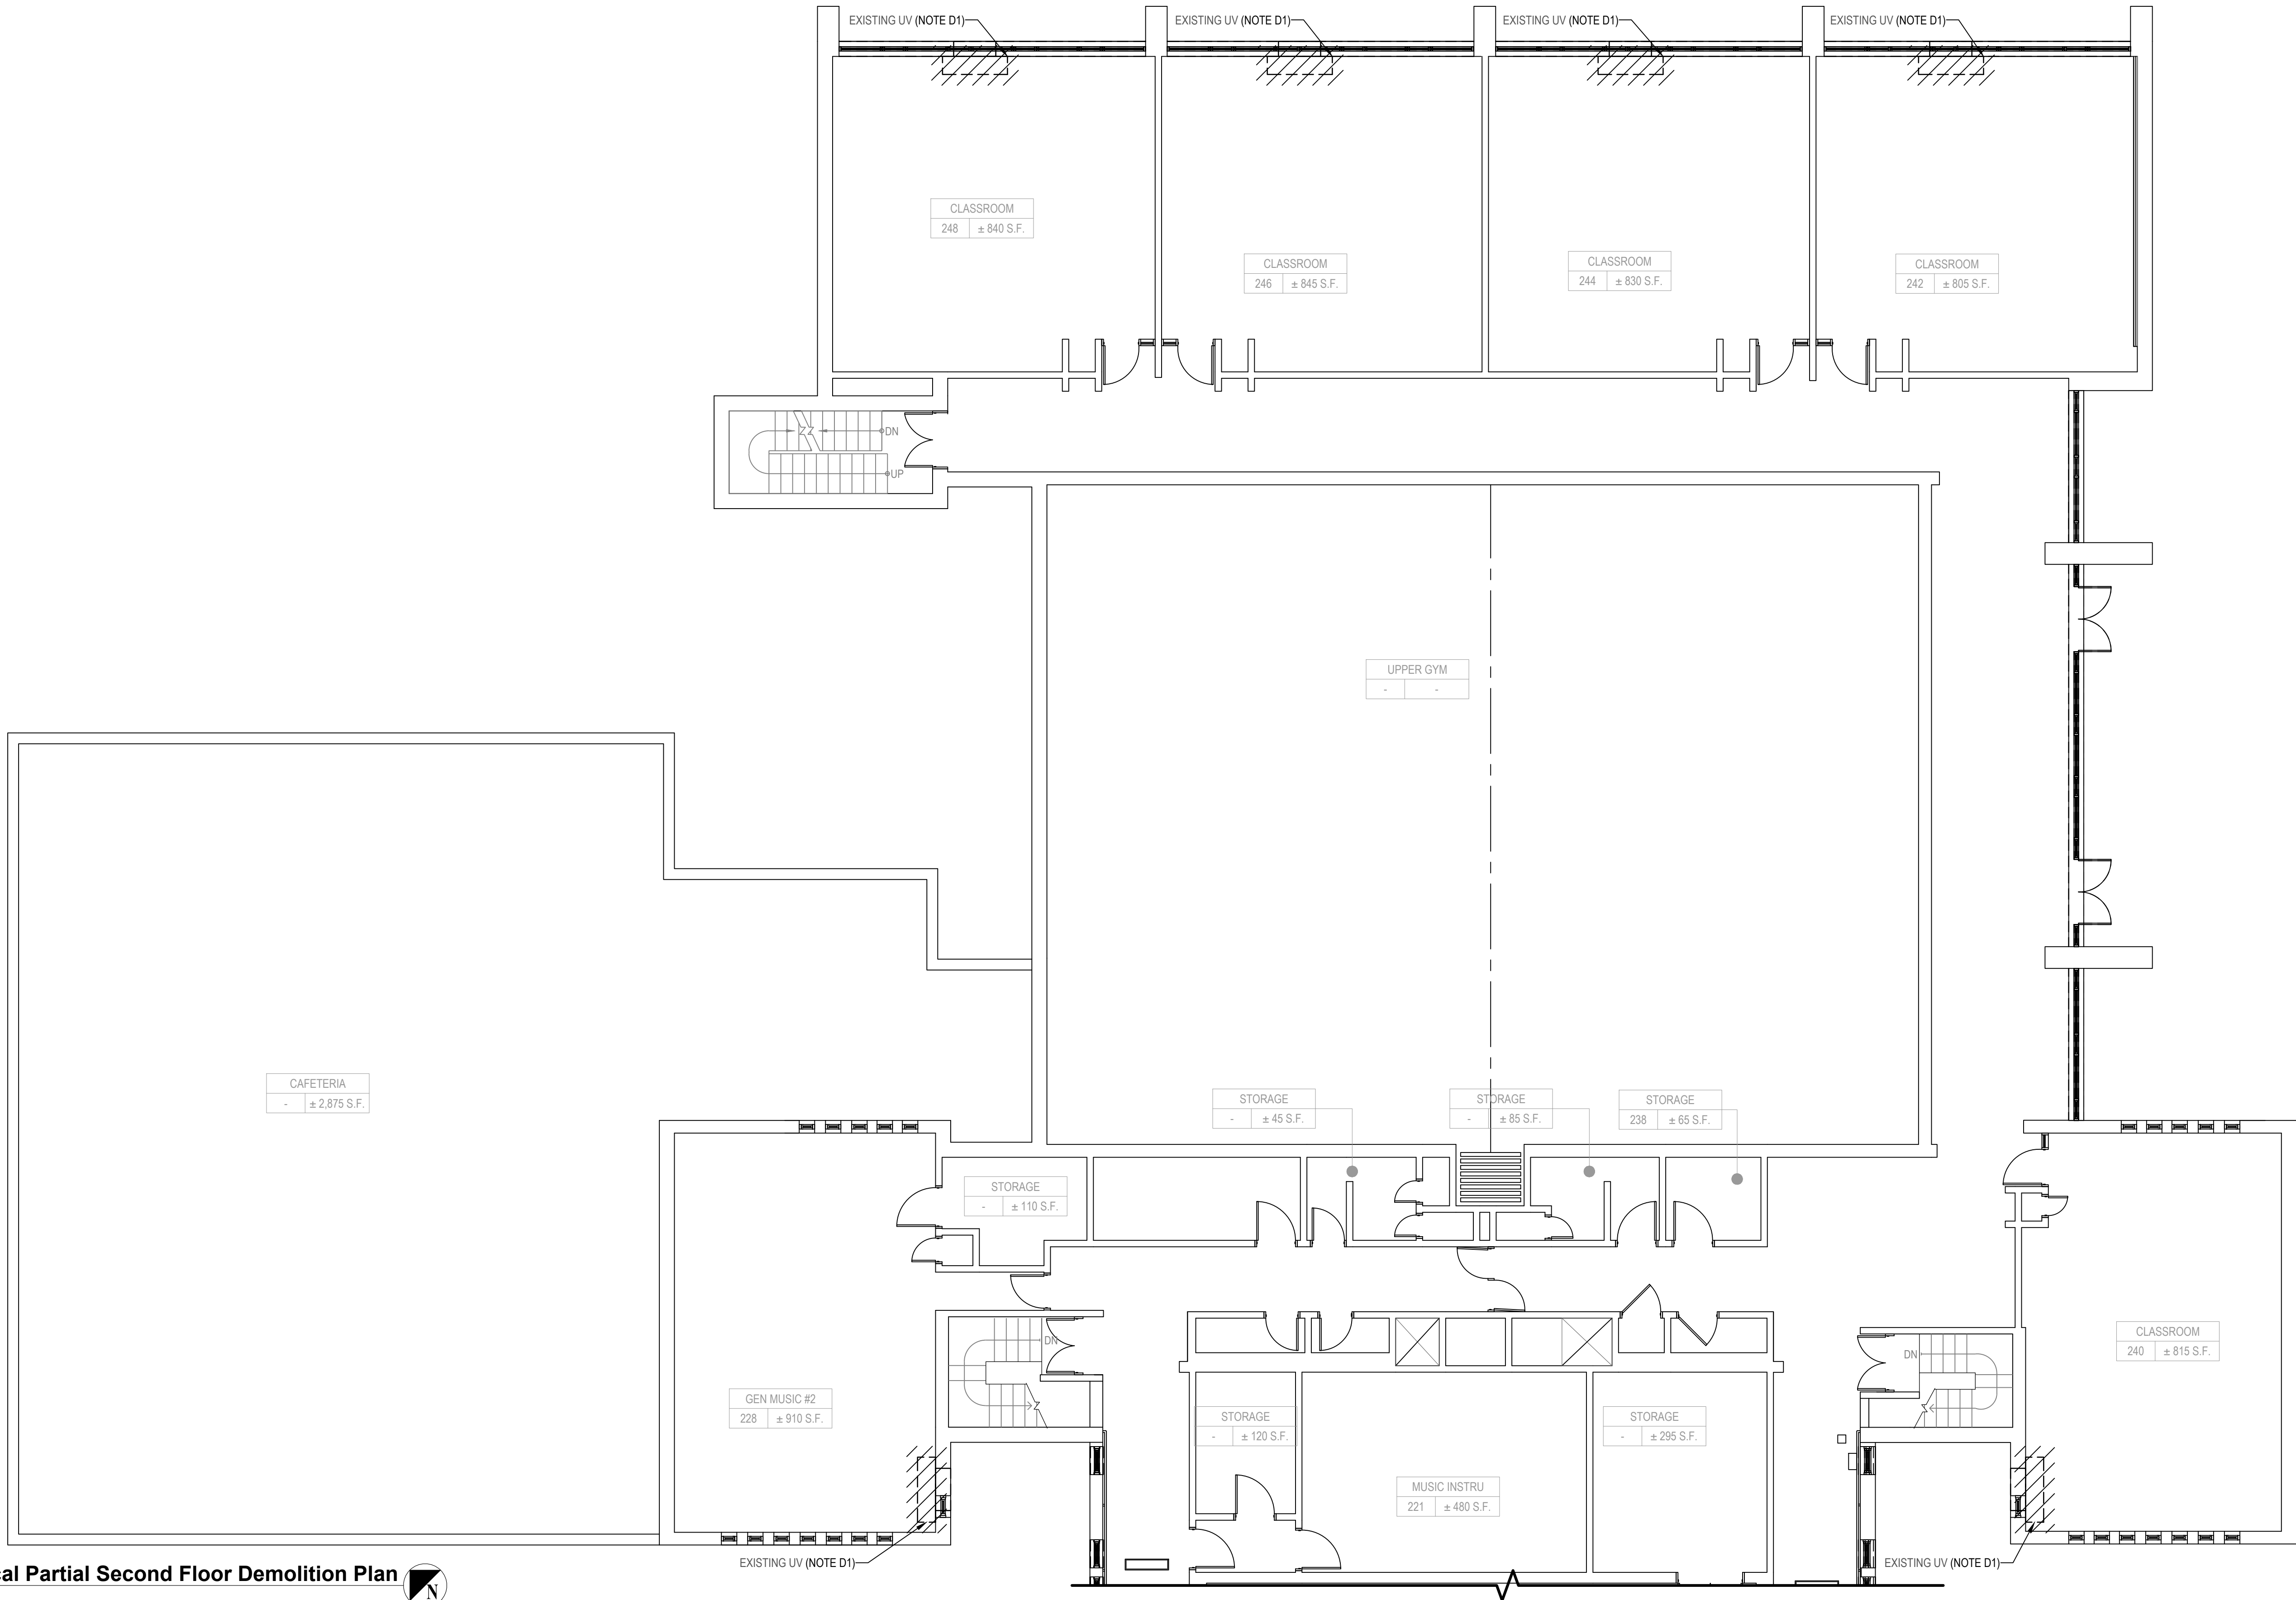 EXISTING UV (NOTE D1)
EXISTING UV (NOTE D1)
EXISTING UV (NOTE D1)
EXISTING UV (NOTE D1)
CLASSROOM
248 ± 840 S.F.
CLASSROOM
246 ± 845 S.F.
CLASSROOM
244 ± 830 S.F.
CLASSROOM
242 ± 805 S.F.
DN
UP
UPPER GYM
- -
CAFETERIA
- ± 2,875 S.F.
STORAGE
- ± 45 S.F.
STORAGE
- ± 85 S.F.
STORAGE
238 ± 65 S.F.
STORAGE
- ± 110 S.F.
DN
DN
CLASSROOM
240 ± 815 S.F.
GEN MUSIC #2
228 ± 910 S.F.
STORAGE
- ± 120 S.F.
STORAGE
- ± 295 S.F.
MUSIC INSTRU
221 ± 480 S.F.
EXISTING UV (NOTE D1)
EXISTING UV (NOTE D1)
al Partial Second Floor Demolition Plan
N